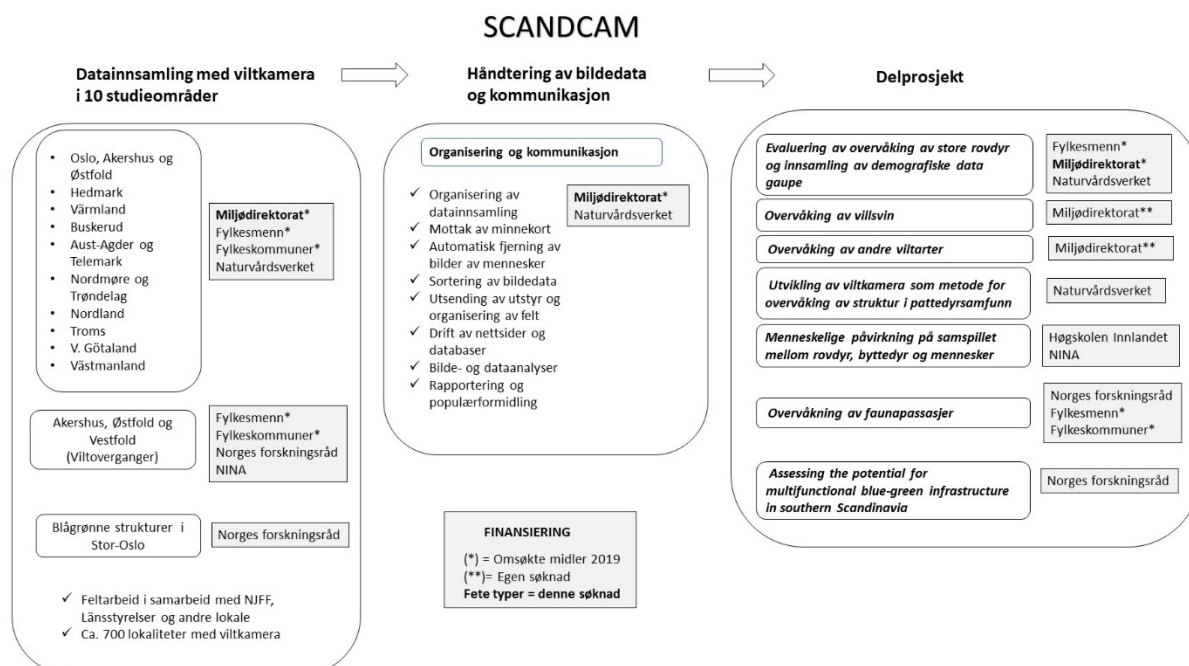 SCANDCAM
Datainnsamling med viltkamera
i 10 studieområder
Oslo, Akershus og
Østfold
Hedmark
Värmland
Buskerud
Aust-Agder og
Telemark
Nordmøre og
Trøndelag
Nordland
Troms
V. Götaland
Västmanland
Miljødirektorat*
Fylkesmenn*
Fylkeskommuner*
Naturvårdsverket
Akershus, Østfold og
Vestfold
(Viltoverganger)
Fylkesmenn*
Fylkeskommuner*
Norges forskningsråd
NINA
Blågrønne strukturer i
Stor-Oslo
Norges forskningsråd
Feltarbeid i samarbeid med NJFF,
Länsstyrelser og andre lokale
Ca. 700 lokaliteter med viltkamera
Håndtering av bildedata
og kommunikasjon
Organisering og kommunikasjon
Organisering av
datainnsamling
Mottak av minnekort
Automatisk fjerning av
bilder av mennesker
Sortering av bildedata
Utsending av utstyr og
organisering av felt
Drift av nettsider og
databaser
Bilde- og dataanalyser
Rapportering og
populærformidling
Miljødirektorat*
Naturvårdsverket
FINANSIERING
(*) = Omsøkte midler 2019
(**)= Egen søknad
Fete typer = denne søknad
Delprosjekt
Evaluering av overvåking av store rovdyr
og innsamling av demografiske data
gaupe
Fylkesmenn*
Miljødirektorat*
Naturvårdsverket
Overvåking av villsvin
Miljødirektorat**
Overvåking av andre viltarter
Miljødirektorat**
Utvikling av viltkamera som metode for
overvåking av struktur i pattedyrsamfunn
Naturvårdsverket
Menneskelige påvirkning på samspillet
mellom rovdyr, byttedyr og mennesker
Høgskolen Innlandet
NINA
Overvåkning av faunapassasjer
Norges forskningsråd
Fylkesmenn*
Fylkeskommuner*
Assessing the potential for
multifunctional blue-green infrastructure
in southern Scandinavia
Norges forskningsråd